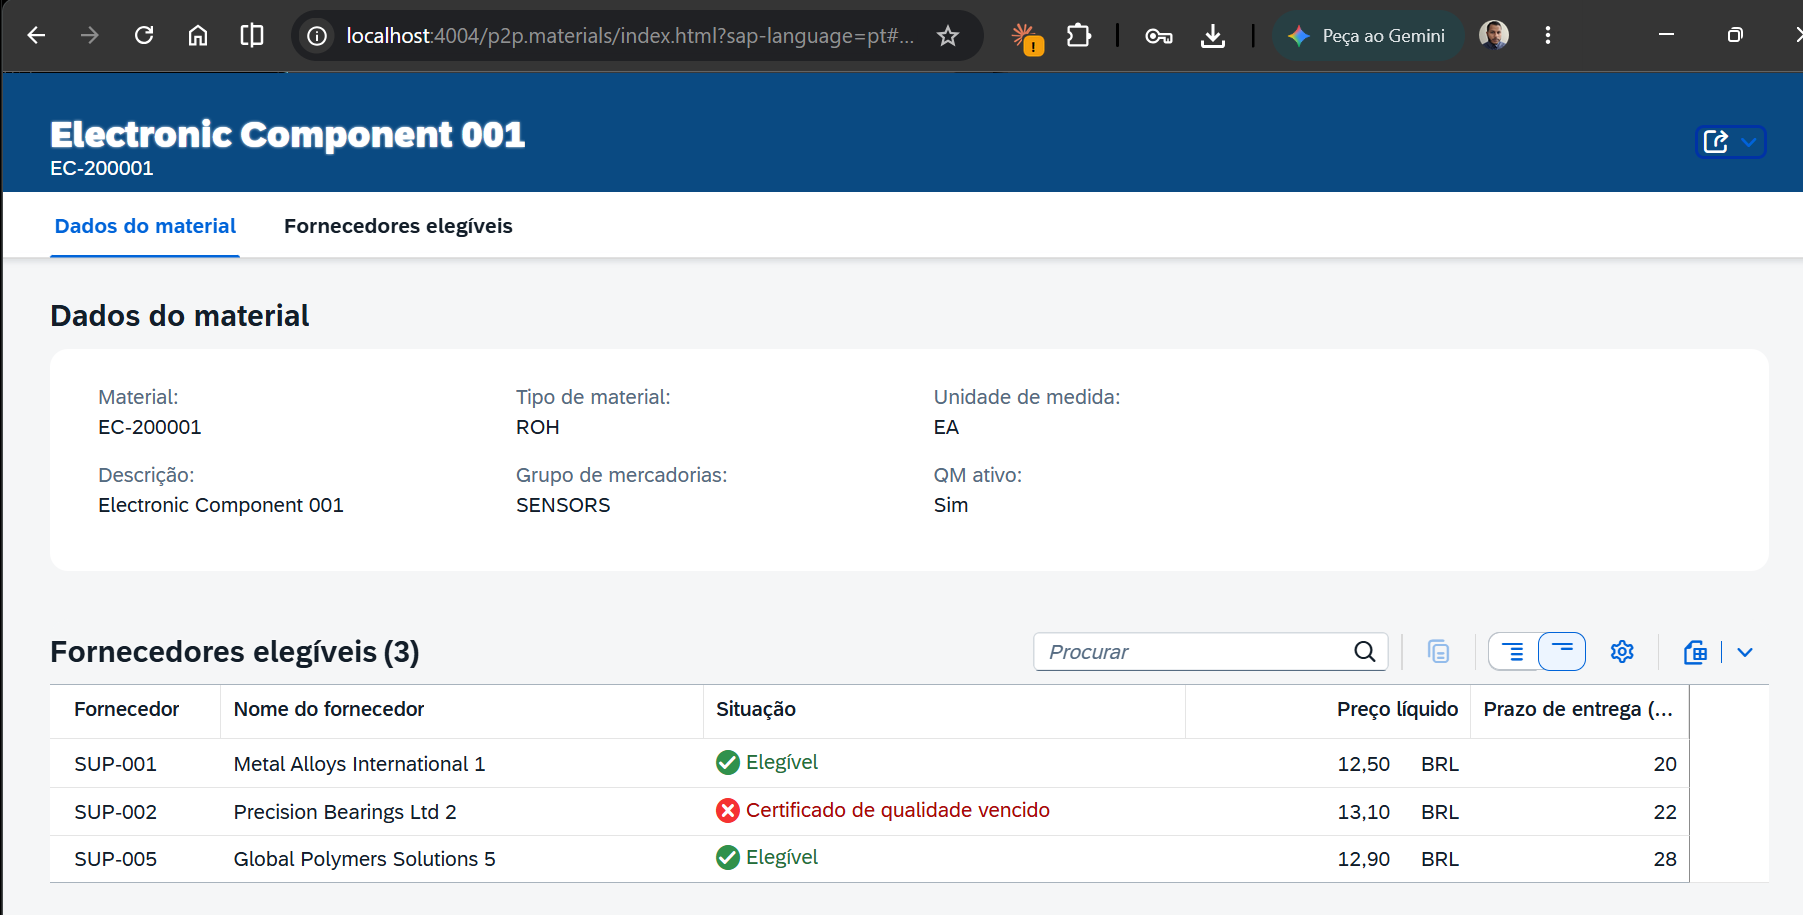 localhost:4004/p2p.materials/index.html?sap-language=pt#...
Peça ao Gemini
Electronic Component 001
EC-200001
Dados do material
Fornecedores elegíveis
Dados do material
Material:
EC-200001
Tipo de material:
ROH
Unidade de medida:
EA
Descrição:
Electronic Component 001
Grupo de mercadorias:
SENSORS
QM ativo:
Sim
Fornecedores elegíveis (3)
Procurar
Fornecedor Nome do fornecedor Situação Preço líquido Prazo de entrega (...
SUP-001 Metal Alloys International 1 Elegível 12,50 BRL 20
SUP-002 Precision Bearings Ltd 2 Certificado de qualidade vencido 13,10 BRL 22
SUP-005 Global Polymers Solutions 5 Elegível 12,90 BRL 28